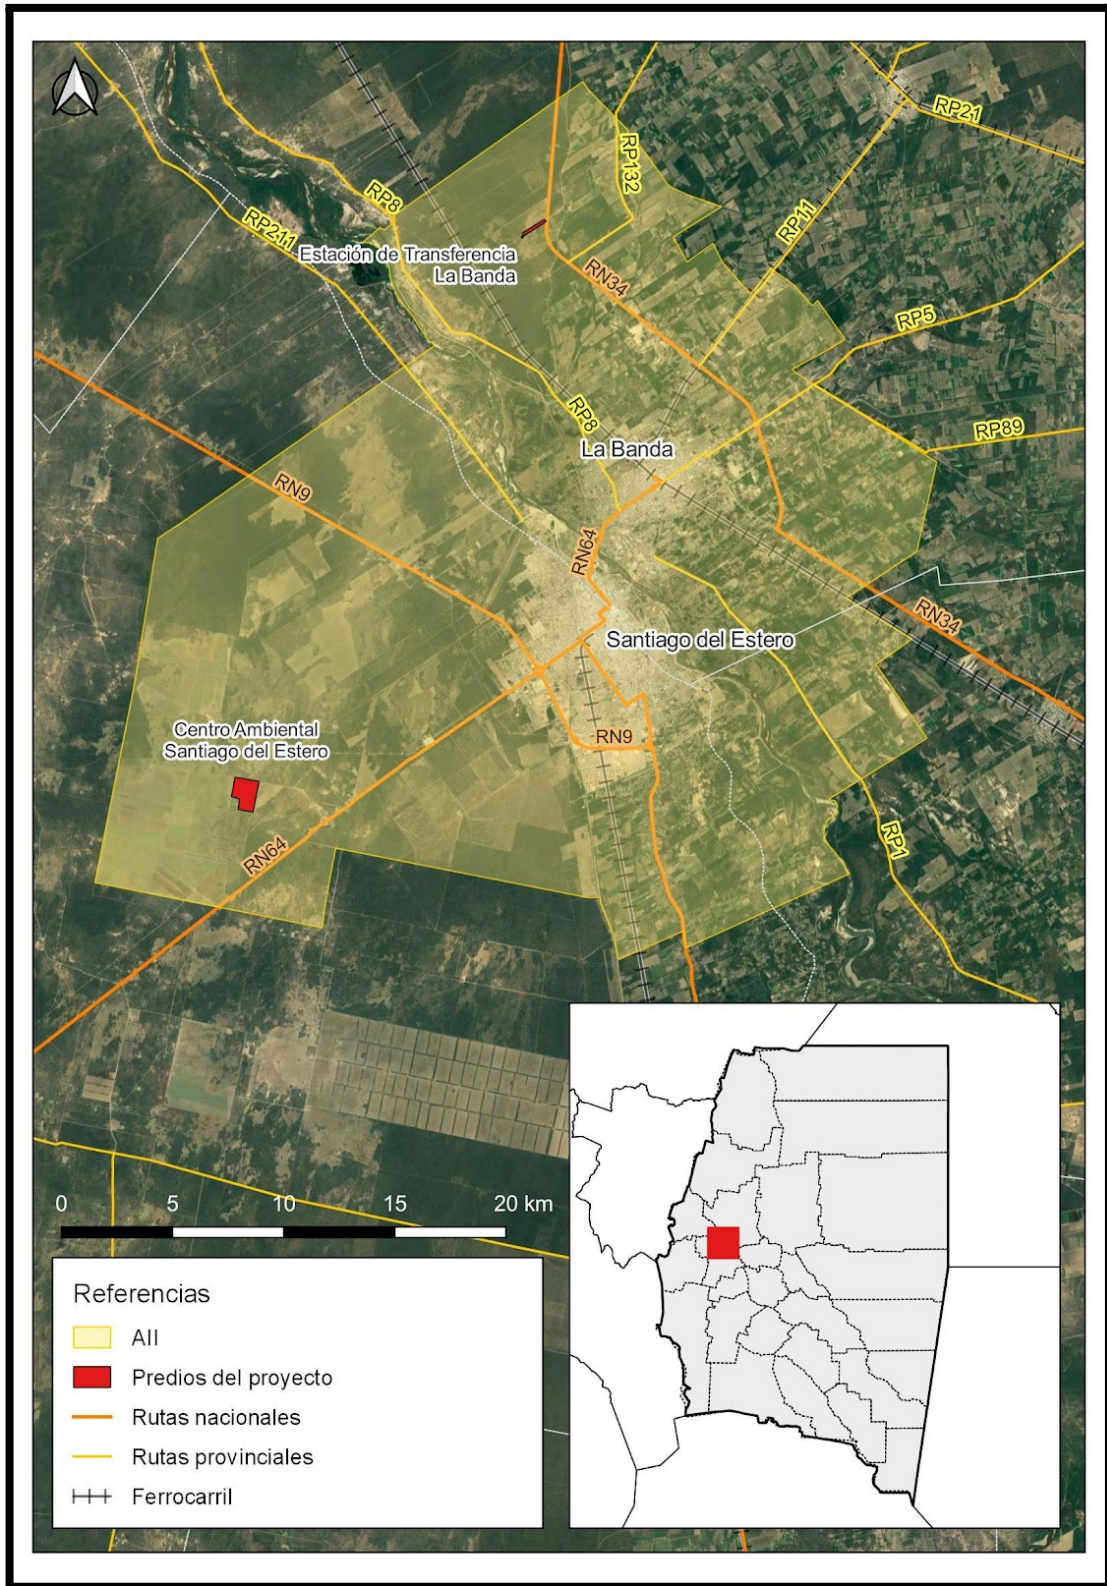 RP21
RP132
RP8
RP11
RP211
Estación de Transferencia
La Banda
RN34
RP5
RP8
RP89
La Banda
RN9
RN64
RN34
Santiago del Estero
Centro Ambiental
Santiago del Estero
RN9
RN64
RP1
0 5 10 15 20 km
Referencias
AII
Predios del proyecto
Rutas nacionales
Rutas provinciales
Ferrocarril